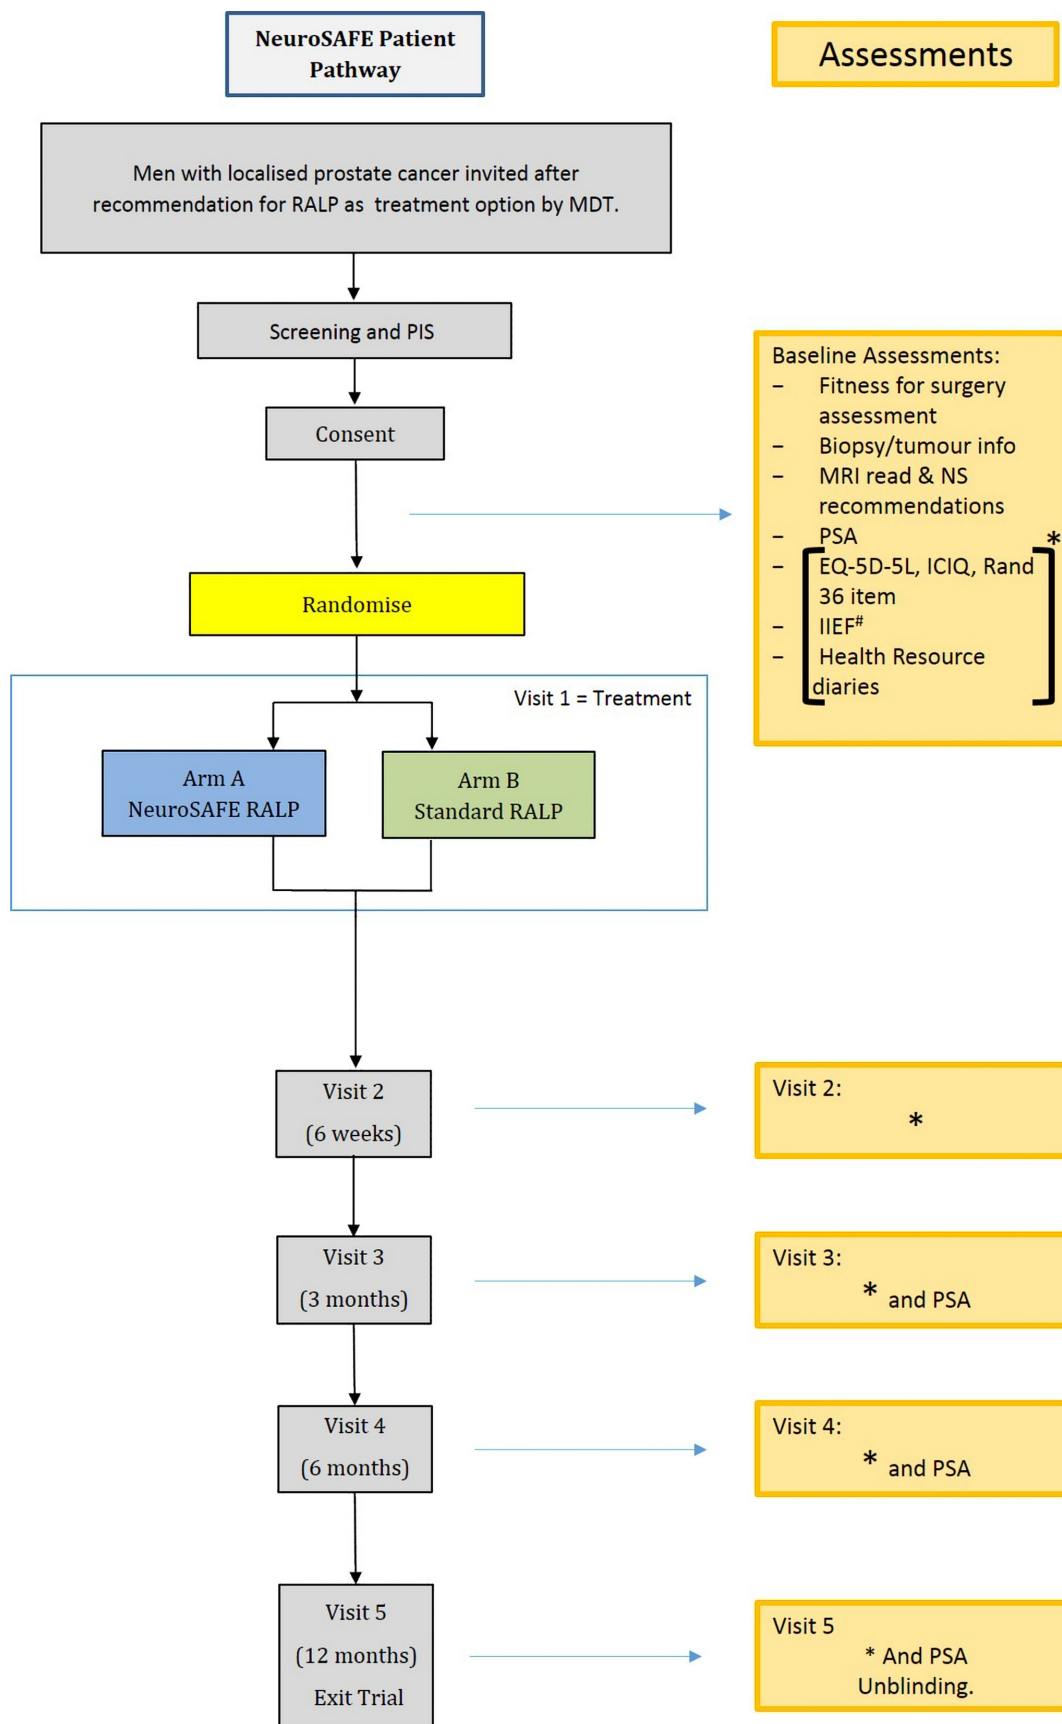 NeuroSAFE Patient
Pathway
Assessments
Men with localised prostate cancer invited after
recommendation for RALP as treatment option by MDT.
Screening and PIS
Consent
Baseline Assessments:
– Fitness for surgery
assessment
– Biopsy/tumour info
– MRI read & NS
recommendations
– PSA *
– EQ-5D-5L, ICIQ, Rand
36 item
– IIEF#
– Health Resource
diaries
Randomise
Visit 1 = Treatment
Arm A
NeuroSAFE RALP
Arm B
Standard RALP
Visit 2
(6 weeks)
Visit 2:
*
Visit 3
(3 months)
Visit 3:
* and PSA
Visit 4
(6 months)
Visit 4:
* and PSA
Visit 5
(12 months)
Exit Trial
Visit 5
* And PSA
Unblinding.